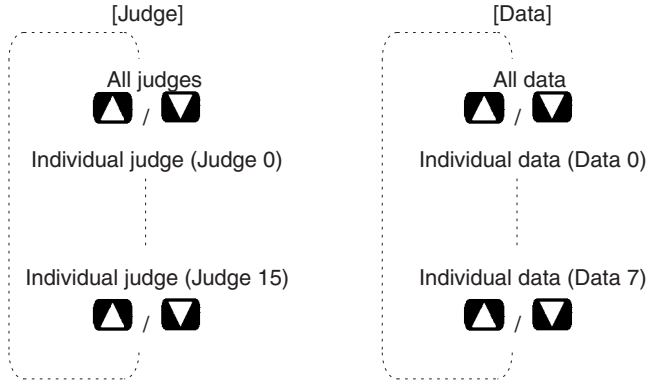 [Judge]
All judges
/
Individual judge (Judge 0)
Individual judge (Judge 15)
/
[Data]
All data
/
Individual data (Data 0)
Individual data (Data 7)
/